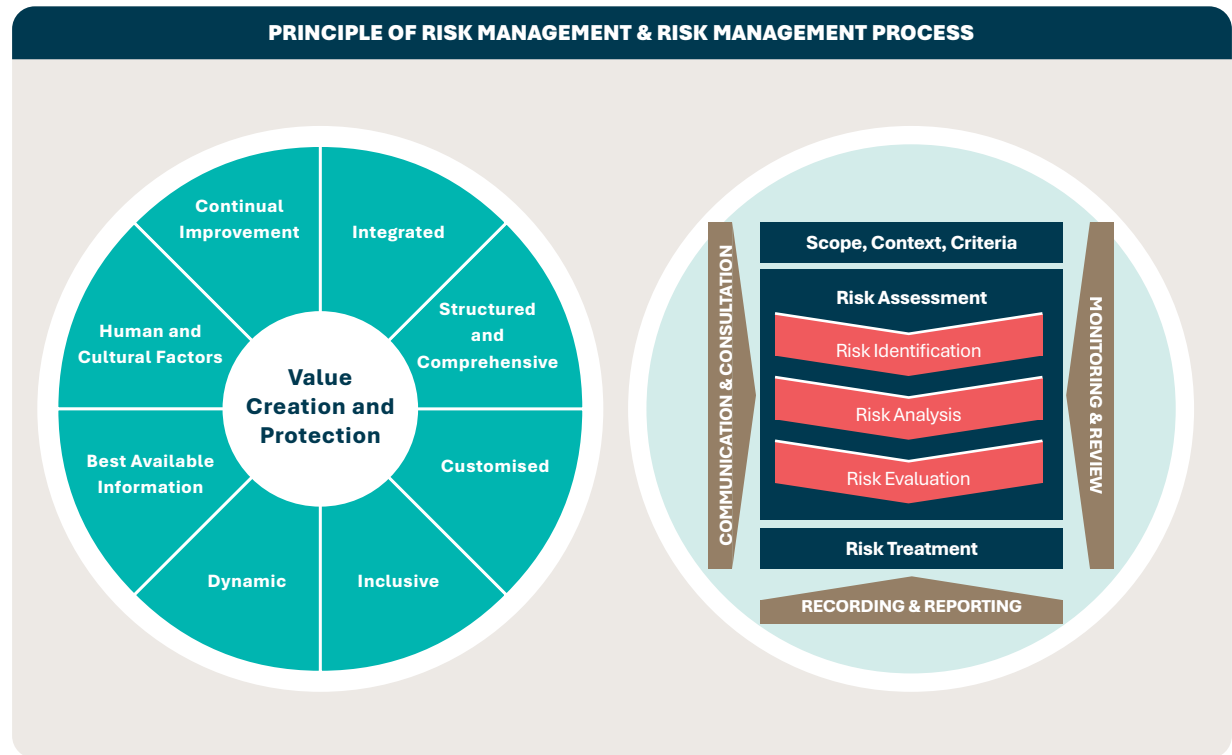 PRINCIPLE OF RISK MANAGEMENT & RISK MANAGEMENT PROCESS
Continual
Improvement
Integrated
Structured
and
Comprehensive
Customised
Inclusive
Dynamic
Best Available
Information
Human and
Cultural Factors
Value
Creation and
Protection
COMMUNICATION & CONSULTATION
Scope, Context, Criteria
Risk Assessment
Risk Identification
Risk Analysis
Risk Evaluation
Risk Treatment
MONITORING & REVIEW
RECORDING & REPORTING